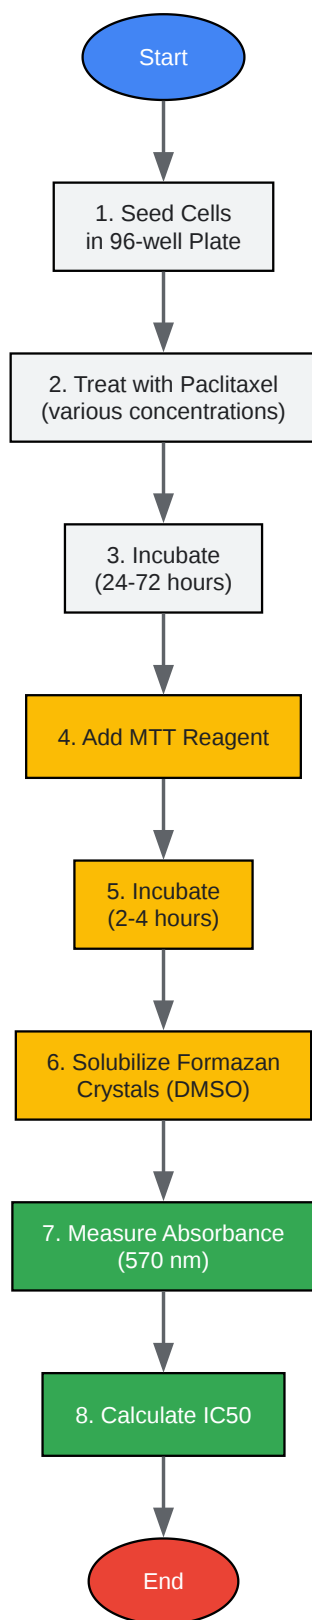 Start
1. Seed Cells
in 96-well Plate
2. Treat with Paclitaxel
(various concentrations)
3. Incubate
(24-72 hours)
4. Add MTT Reagent
5. Incubate
(2-4 hours)
6. Solubilize Formazan
Crystals (DMSO)
7. Measure Absorbance
(570 nm)
8. Calculate IC50
End